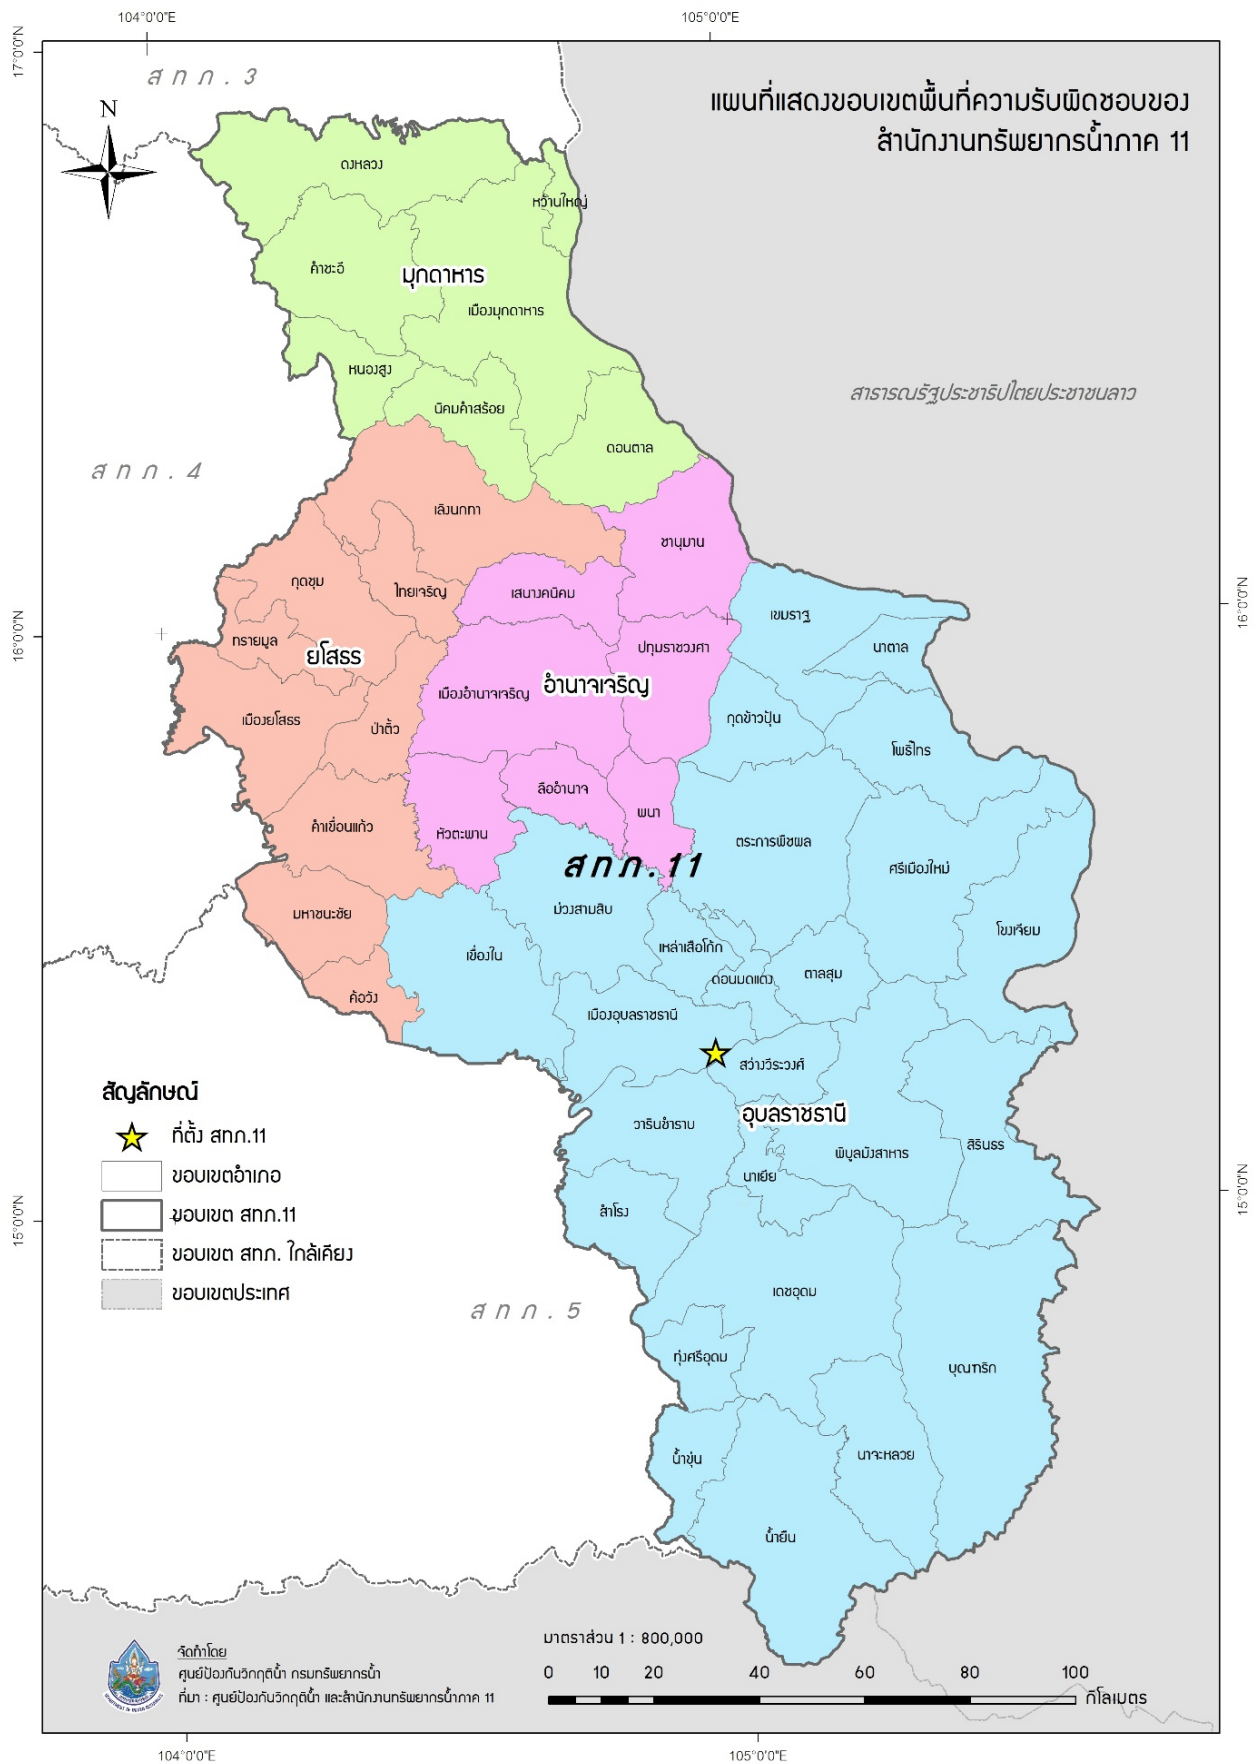 104°0'0"E
105°0'0"E
17°0'0"N
สทภ.3
แผนที่แสดงขอบเขตพื้นที่ความรับผิดชอบของ
สำนักงานทรัพยากรน้ำภาค 11
N
ดงหลวง
หว้านใหญ่
คำชะอี
มุกดาหาร
เมืองมุกดาหาร
หนองสูง
นิคมคำสร้อย
สาธารณรัฐประชาธิปไตยประชาชนลาว
ดอนตาล
สทภ.4
เลิงนกทา
ชานุมาน
กุดชุม
ไทยเจริญ
เสนางคนิคม
เขมราฐ
16°0'0"N
16°0'0"N
ทรายมูล
ยโสธร
ปทุมราชวงศา
นาตาล
เมืองอำนาจเจริญ
อำนาจเจริญ
เมืองยโสธร
ป่าติ้ว
กุดข้าวปุ้น
โพธิ์ไทร
ลืออำนาจ
พนา
คำเขื่อนแก้ว
หัวตะพาน
ตระการพืชผล
สทภ.11
ศรีเมืองใหม่
มหาชนะชัย
ม่วงสามสิบ
โขงเจียม
เขื่องใน
เหล่าเสือโก้ก
ดอนมดแดง
ตาลสุม
ค้อวัง
เมืองอุบลราชธานี
สว่างวีระวงศ์
อุบลราชธานี
วารินชำราบ
พิบูลมังสาหาร
สิรินธร
นาเยีย
สำโรง
สัญลักษณ์
ที่ตั้ง สทภ.11
ขอบเขตอำเภอ
ขอบเขต สทภ.11
ขอบเขต สทภ. ใกล้เคียง
ขอบเขตประเทศ
15°0'0"N
15°0'0"N
สทภ.5
เดชอุดม
ทุ่งศรีอุดม
บุณฑริก
น้ำขุ่น
นาจะหลวย
น้ำยืน
จัดทำโดย
ศูนย์ป้องกันวิกฤติน้ำ กรมทรัพยากรน้ำ
ที่มา : ศูนย์ป้องกันวิกฤติน้ำ และสำนักงานทรัพยากรน้ำภาค 11
มาตราส่วน 1 : 800,000
0 10 20 40 60 80 100
กิโลเมตร
104°0'0"E
105°0'0"E